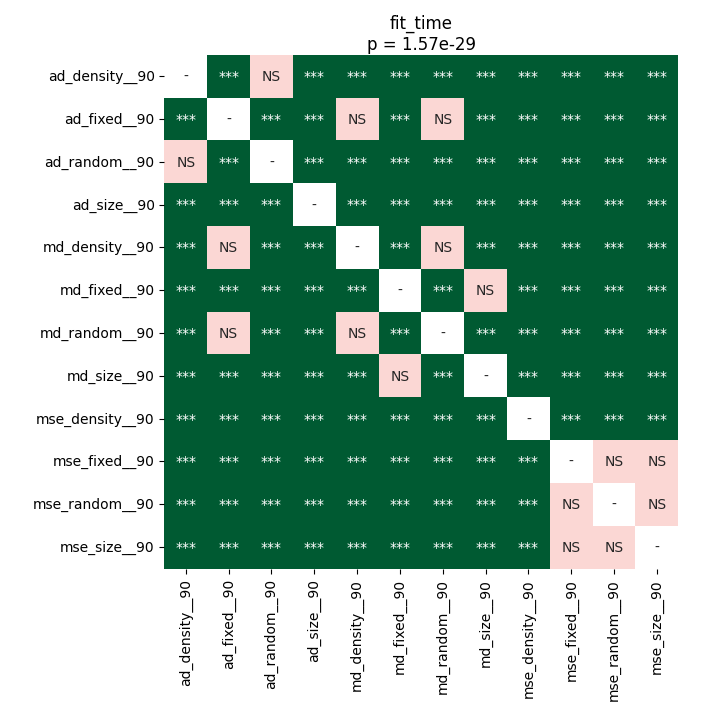 fit_time
p = 1.57e-29
ad_density__90 - *** NS *** *** *** *** *** *** *** *** ***
ad_fixed__90 *** - *** *** NS *** NS *** *** *** *** ***
ad_random__90 NS *** - *** *** *** *** *** *** *** *** ***
ad_size__90 *** *** *** - *** *** *** *** *** *** *** ***
md_density__90 *** NS *** *** - *** NS *** *** *** *** ***
md_fixed__90 *** *** *** *** *** - *** NS *** *** *** ***
md_random__90 *** NS *** *** NS *** - *** *** *** *** ***
md_size__90 *** *** *** *** *** NS *** - *** *** *** ***
mse_density__90 *** *** *** *** *** *** *** *** - *** *** ***
mse_fixed__90 *** *** *** *** *** *** *** *** *** - NS NS
mse_random__90 *** *** *** *** *** *** *** *** *** NS - NS
mse_size__90 *** *** *** *** *** *** *** *** *** NS NS -
ad_density__90
ad_fixed__90
ad_random__90
ad_size__90
md_density__90
md_fixed__90
md_random__90
md_size__90
mse_density__90
mse_fixed__90
mse_random__90
mse_size__90